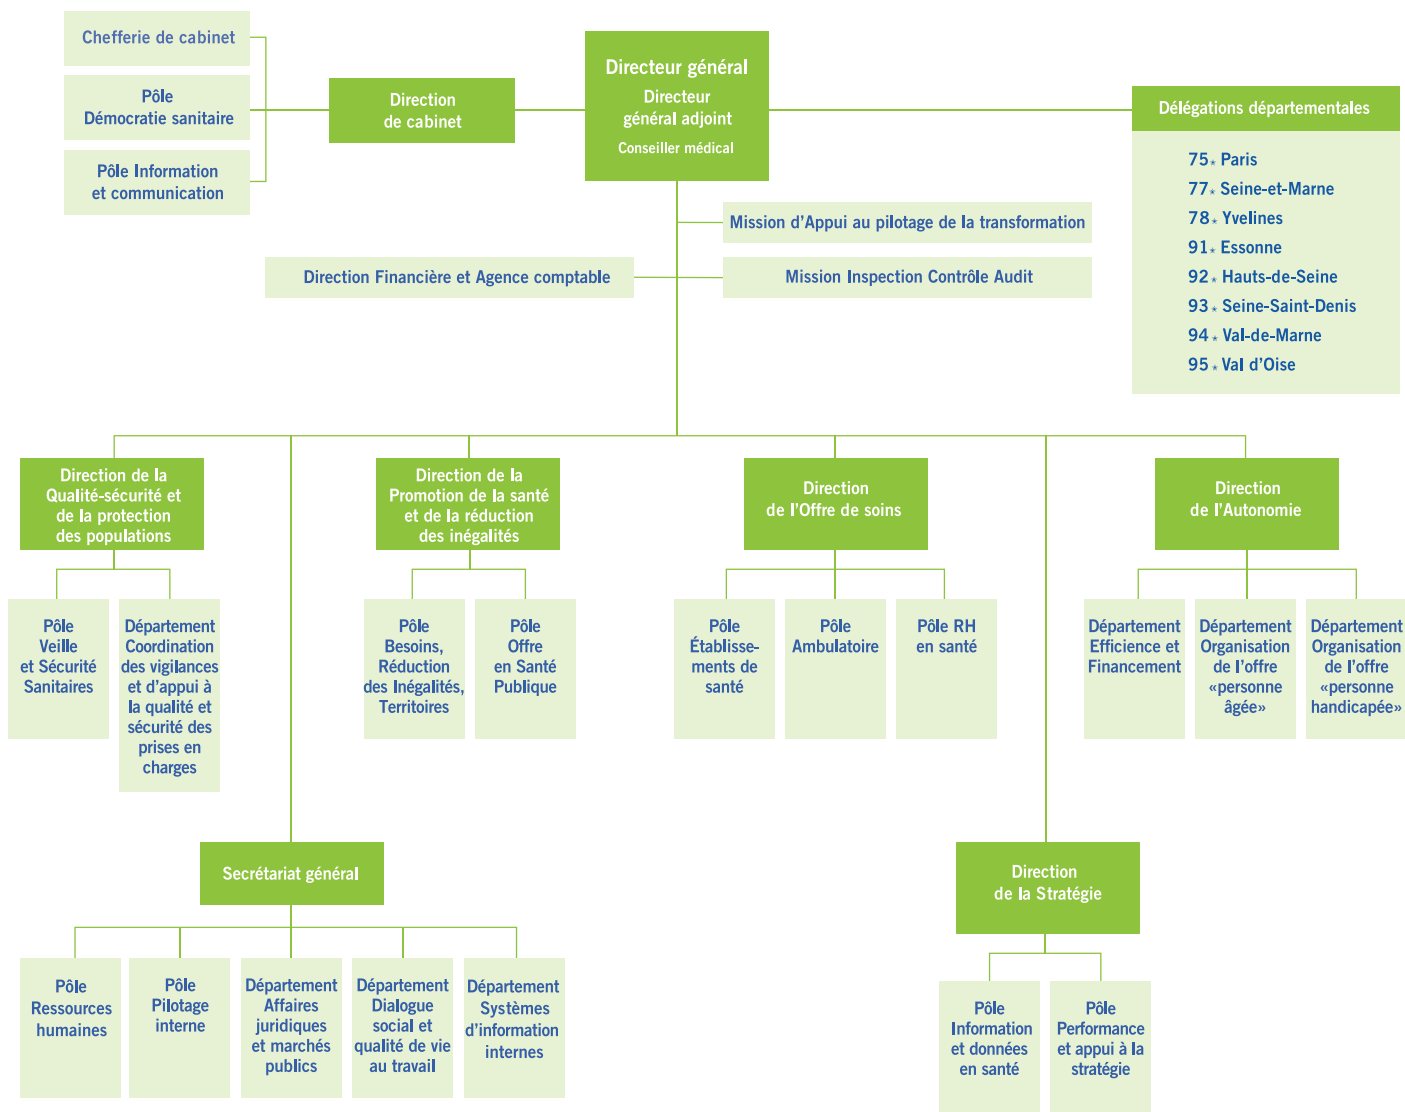 Chefferie de cabinet
Pôle
Démocratie sanitaire
Pôle Information
et communication
Direction
de cabinet
Directeur général
Directeur
général adjoint
Conseiller médical
Délégations départementales
75★ Paris
77★ Seine-et-Marne
78★ Yvelines
91★ Essonne
92★ Hauts-de-Seine
93★ Seine-Saint-Denis
94★ Val-de-Marne
95★ Val d'Oise
Mission d'Appui au pilotage de la transformation
Direction Financière et Agence comptable
Mission Inspection Contrôle Audit
Direction de la
Qualité-sécurité et
de la protection
des populations
Pôle
Veille
et Sécurité
Sanitaires
Département
Coordination
des vigilances
et d'appui à
la qualité et
sécurité des
prises en
charges
Direction de la
Promotion de la santé
et de la réduction
des inégalités
Pôle
Besoins,
Réduction
des Inégalités,
Territoires
Pôle
Offre
en Santé
Publique
Direction
de l'Offre de soins
Pôle
Établisse-
ments de
santé
Pôle
Ambulatoire
Pôle RH
en santé
Direction
de l'Autonomie
Département
Efficience et
Financement
Département
Organisation
de l'offre
«personne
âgée»
Département
Organisation
de l'offre
«personne
handicapée»
Secrétariat général
Pôle
Ressources
humaines
Pôle
Pilotage
interne
Département
Affaires
juridiques
et marchés
publics
Département
Dialogue
social et
qualité de vie
au travail
Département
Systèmes
d'information
internes
Direction
de la Stratégie
Pôle
Information
et données
en santé
Pôle
Performance
et appui à la
stratégie